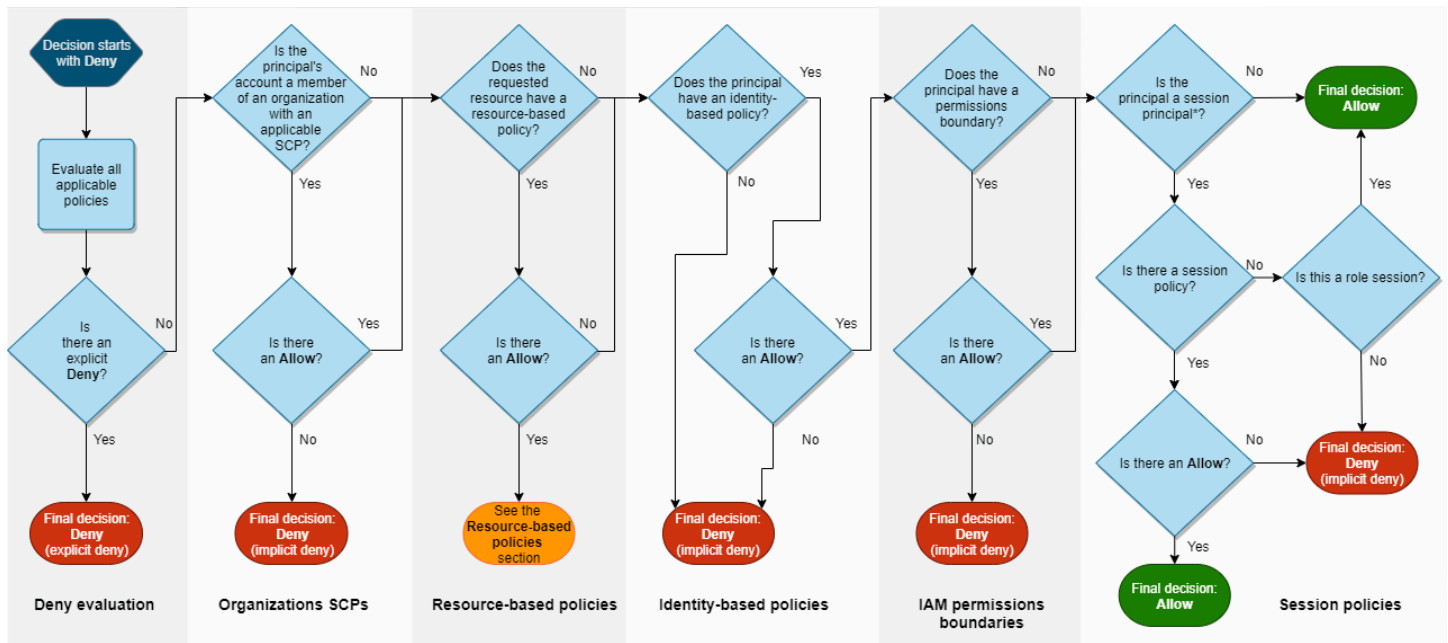 Decision starts
with Deny
Evaluate all
applicable
policies
Is
there an
explicit
Deny?
No
Yes
Final decision:
Deny
(explicit deny)
Deny evaluation
Is the
principal's
account a member
of an organization
with an
applicable
SCP?
No
Yes
Is there
an Allow?
Yes
No
Final decision:
Deny
(implicit deny)
Organizations SCPs
Does the
requested
resource have a
resource-based
policy?
No
Yes
Is there
an Allow?
No
Yes
See the
Resource-based
policies
section
Resource-based policies
Does the principal
have an identity-
based policy?
Yes
No
Is there
an Allow?
Yes
No
Final decision:
Deny
(implicit deny)
Identity-based policies
Does the
principal have a
permissions
boundary?
No
Yes
Is there
an Allow?
Yes
No
Final decision:
Deny
(implicit deny)
IAM permissions
boundaries
Is the
principal a session
principal*?
No
Final decision:
Allow
Yes
Yes
Is there a session
policy?
No
Is this a role session?
Yes
No
Is there an Allow?
No
Final decision:
Deny
(implicit deny)
Yes
Final decision:
Allow
Session policies